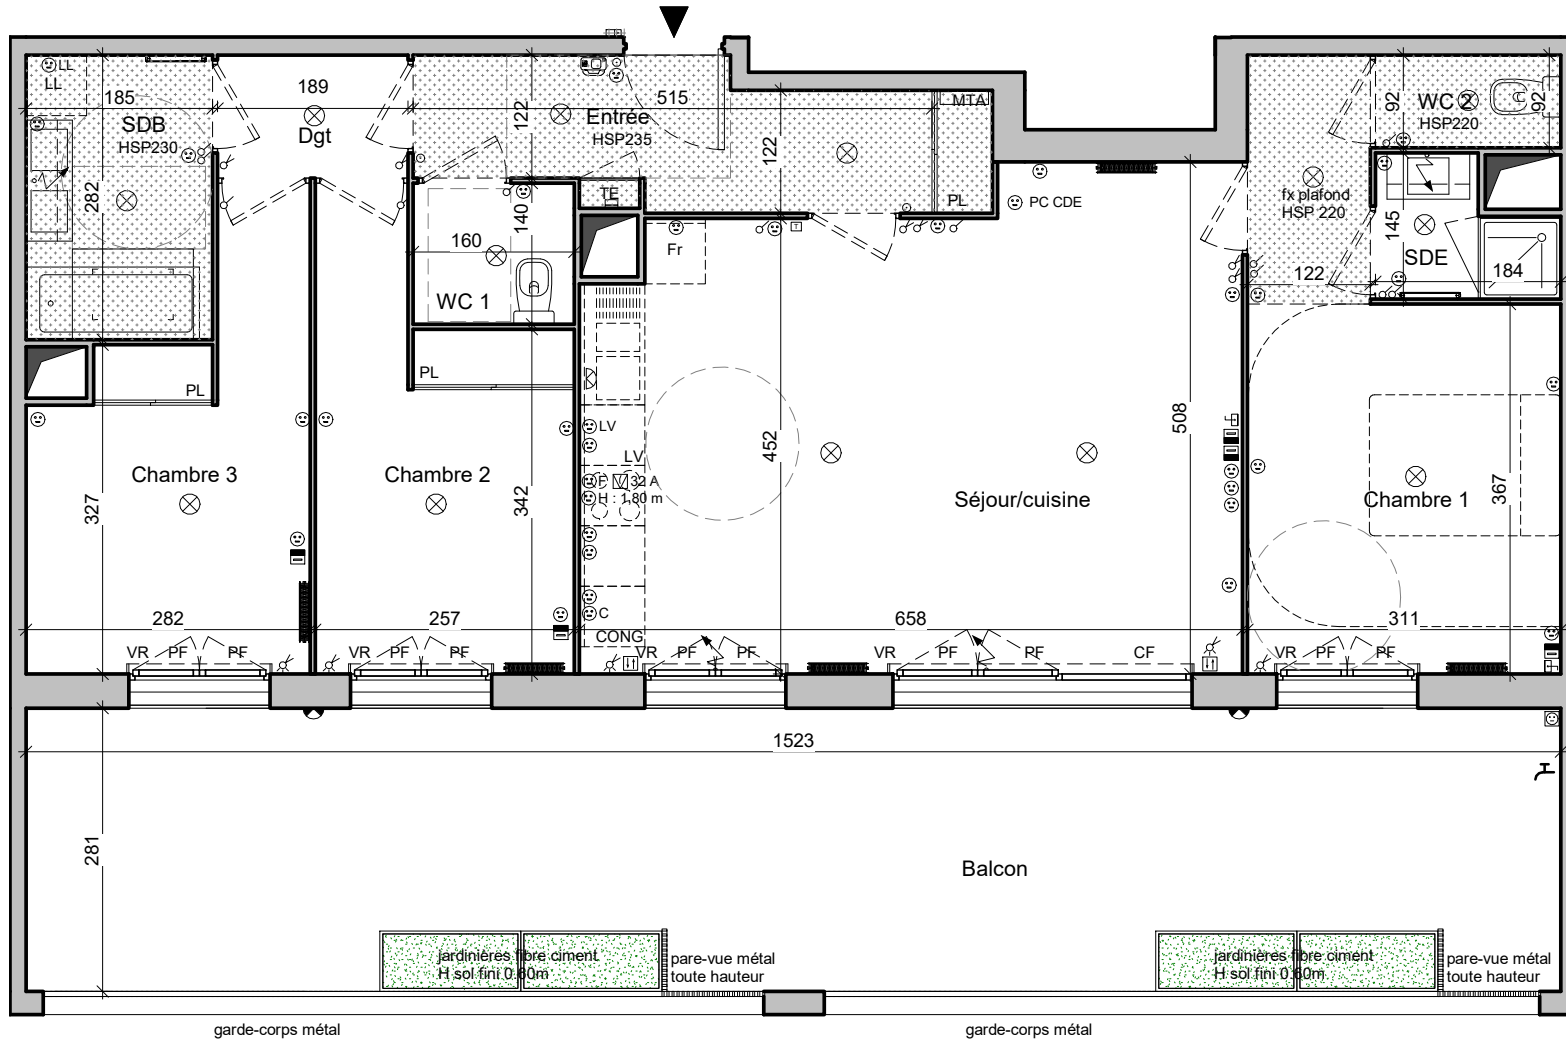 LL
LL
185
SDB
HSP230
282
189
Dgt
122
Entrée
HSP235
515
122
MTA
PL
TE
140
160
WC 1
Fr
PC CDE
fx plafond
HSP 220
92
WC 2
HSP220
92
145
SDE
122
184
PL
PL
Chambre 3
327
Chambre 2
342
LV
LV
F 32 A
H : 1,80 m
452
508
Séjour/cuisine
Chambre 1
367
C
CONG
282
257
658
311
VR
PF
PF
VR
PF
PF
VR
PF
PF
VR
PF
PF
CF
VR
PF
PF
1523
281
Balcon
jardinières fibre ciment
H sol fini 0.60m
pare-vue métal
toute hauteur
jardinières fibre ciment
H sol fini 0.60m
pare-vue métal
toute hauteur
garde-corps métal
garde-corps métal